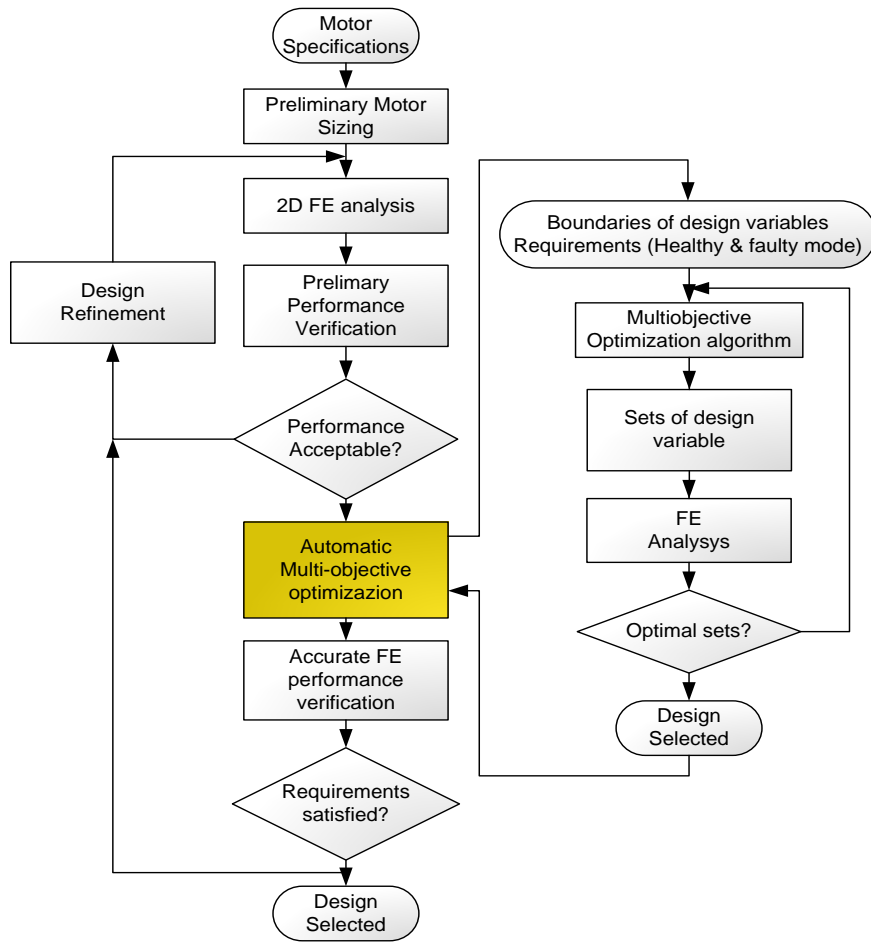 Motor
Specifications
Preliminary Motor
Sizing
2D FE analysis
Prelimary
Performance
Verification
Design
Refinement
Performance
Acceptable?
Automatic
Multi-objective
optimizazion
Accurate FE
performance
verification
Requirements
satisfied?
Design
Selected
Boundaries of design variables
Requirements (Healthy & faulty mode)
Multiobjective
Optimization algorithm
Sets of design
variable
FE
Analysys
Optimal sets?
Design
Selected